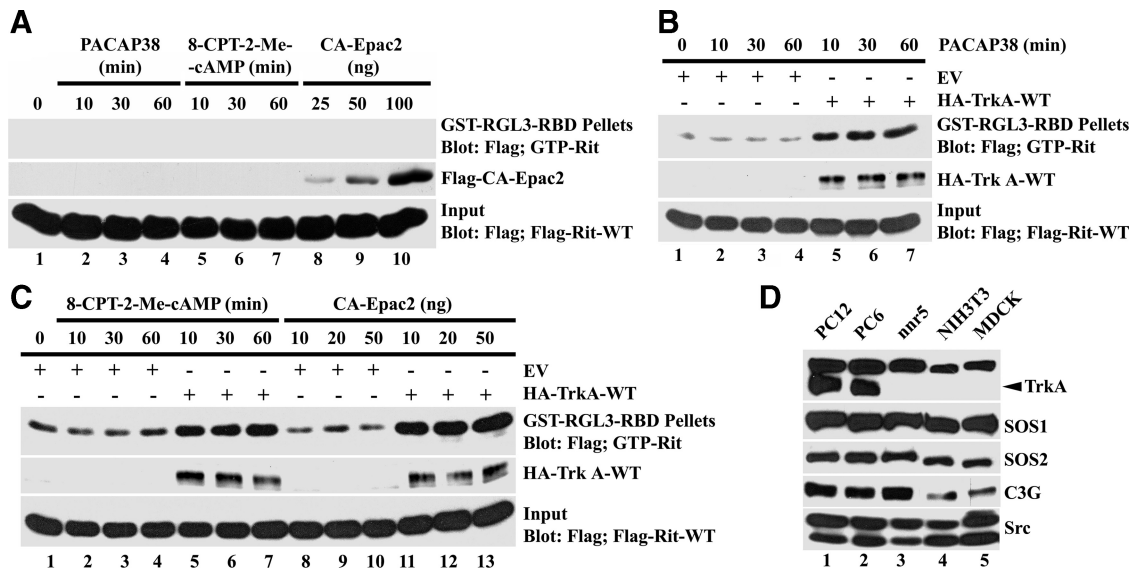 A
PACAP38 (min)
8-CPT-2-Me--cAMP (min)
CA-Epac2 (ng)
0 10 30 60 10 30 60 25 50 100
GST-RGL3-RBD Pellets
Blot: Flag; GTP-Rit
Flag-CA-Epac2
Input
Blot: Flag; Flag-Rit-WT
1 2 3 4 5 6 7 8 9 10
B
0 10 30 60 10 30 60 PACAP38 (min)
+ + + + - - - EV
- - - - + + + HA-TrkA-WT
GST-RGL3-RBD Pellets
Blot: Flag; GTP-Rit
HA-Trk A-WT
Input
Blot: Flag; Flag-Rit-WT
1 2 3 4 5 6 7
C
8-CPT-2-Me-cAMP (min) CA-Epac2 (ng)
0 10 30 60 10 30 60 10 20 50 10 20 50
+ + + + - - - + + + - - - EV
- - - - + + + - - - + + + HA-TrkA-WT
GST-RGL3-RBD Pellets
Blot: Flag; GTP-Rit
HA-Trk A-WT
Input
Blot: Flag; Flag-Rit-WT
1 2 3 4 5 6 7 8 9 10 11 12 13
D
PC12 PC6 nnr5 NIH3T3 MDCK
TrkA
SOS1
SOS2
C3G
Src
1 2 3 4 5